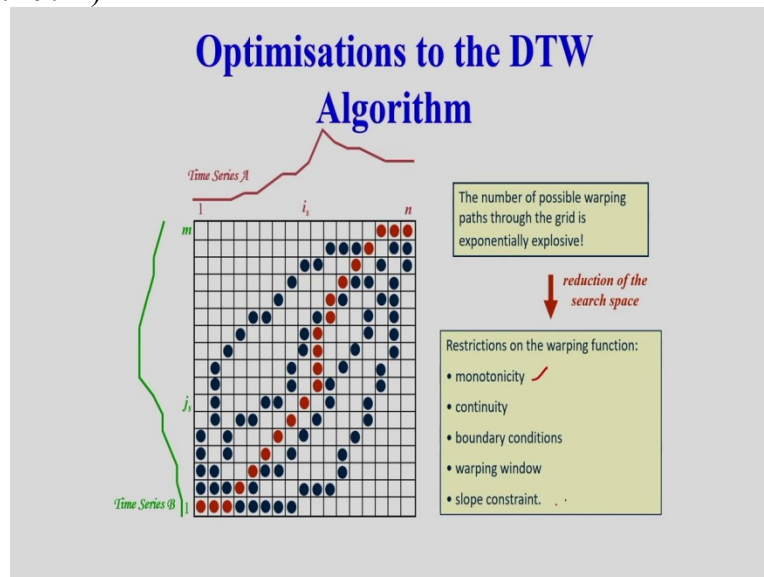 Optimisations to the DTW
Algorithm
Time Series A
1 i_s n
m
j_s
Time Series B 1
The number of possible warping
paths through the grid is
exponentially explosive!
reduction of the
search space
Restrictions on the warping function:
• monotonicity
• continuity
• boundary conditions
• warping window
• slope constraint.